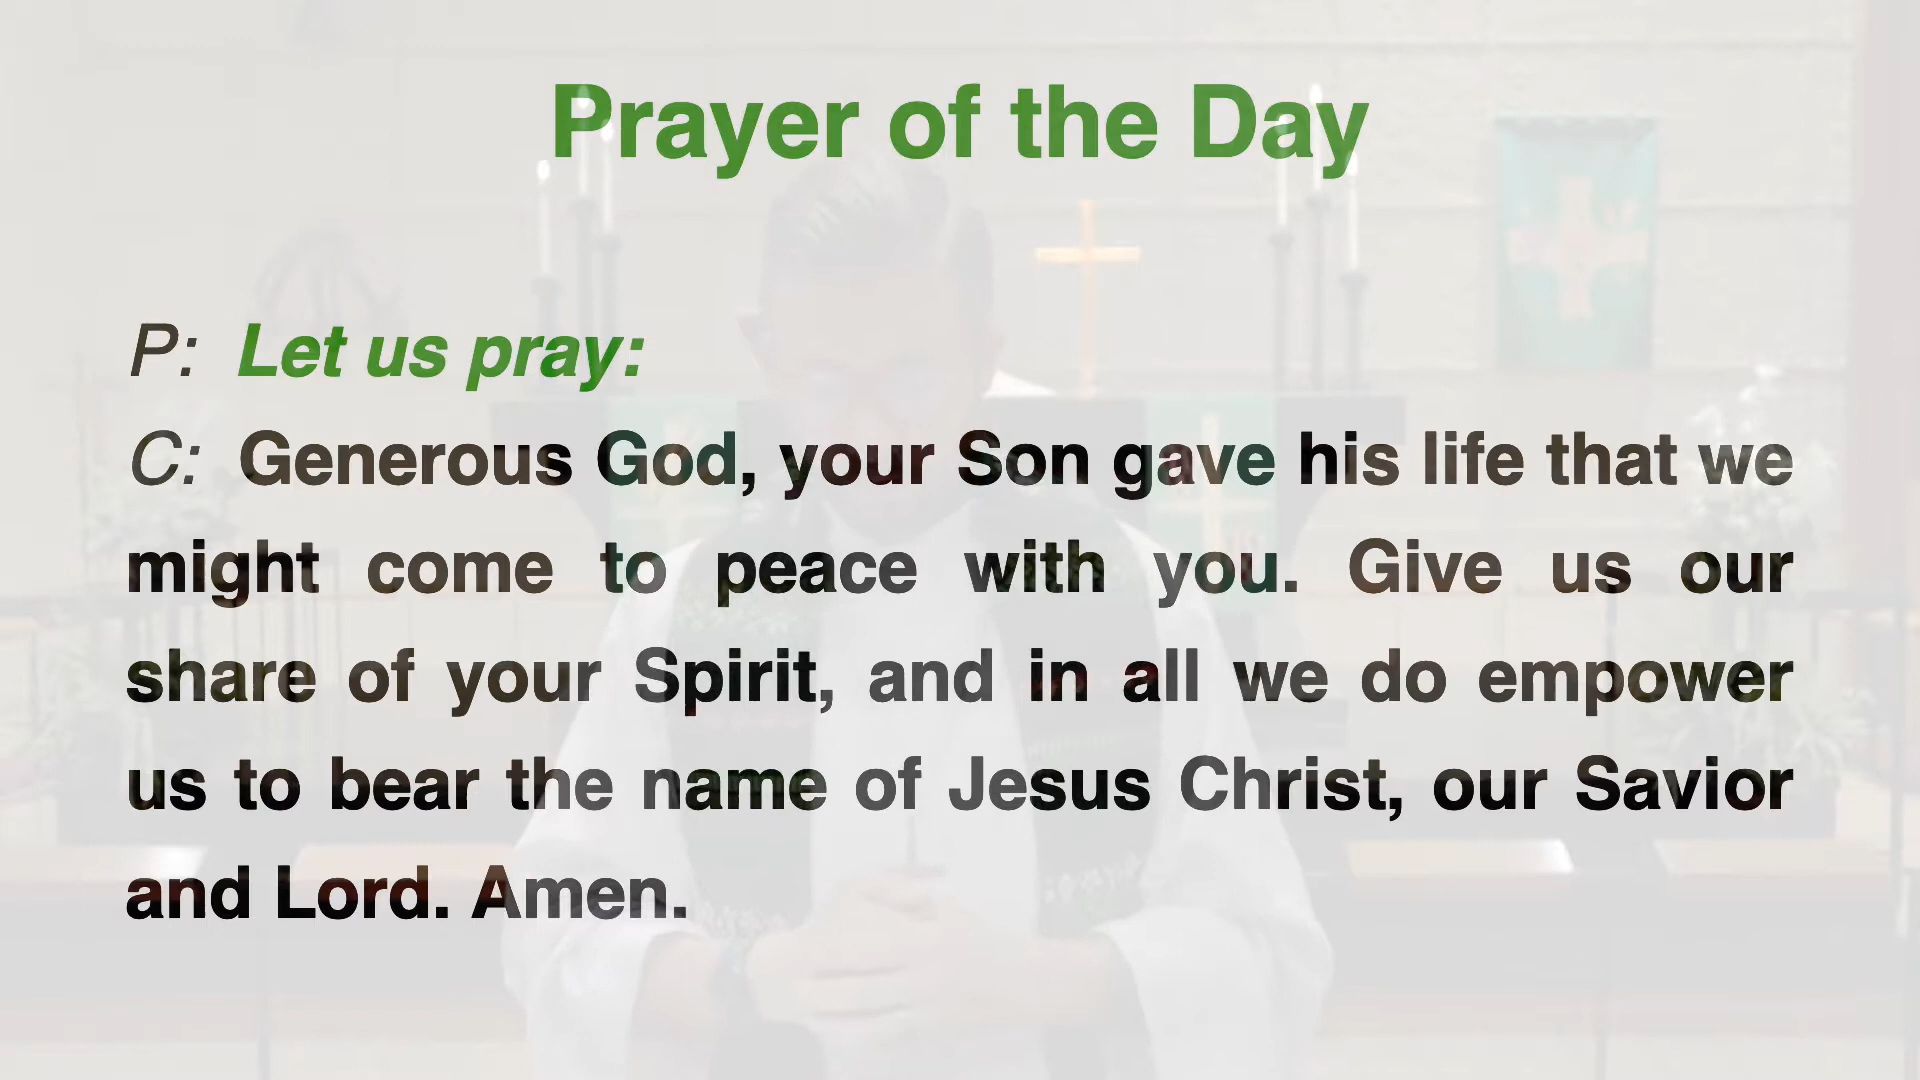 Prayer of the Day
P: Let us pray:
C: Generous God, your Son gave his life that we
might come to peace with you. Give us our
share of your Spirit, and in all we do empower
us to bear the name of Jesus Christ, our Savior
and Lord. Amen.